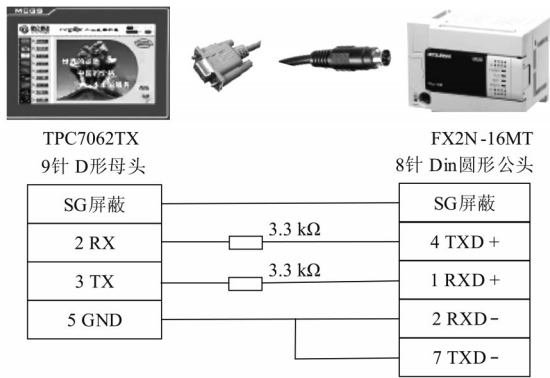 MCGS
TPC7062TX
9针 D形母头
FX2N-16MT
8针 Din圆形公头
SG屏蔽
SG屏蔽
2 RX
3.3 kΩ
4 TXD+
3 TX
3.3 kΩ
1 RXD+
5 GND
2 RXD-
7 TXD-